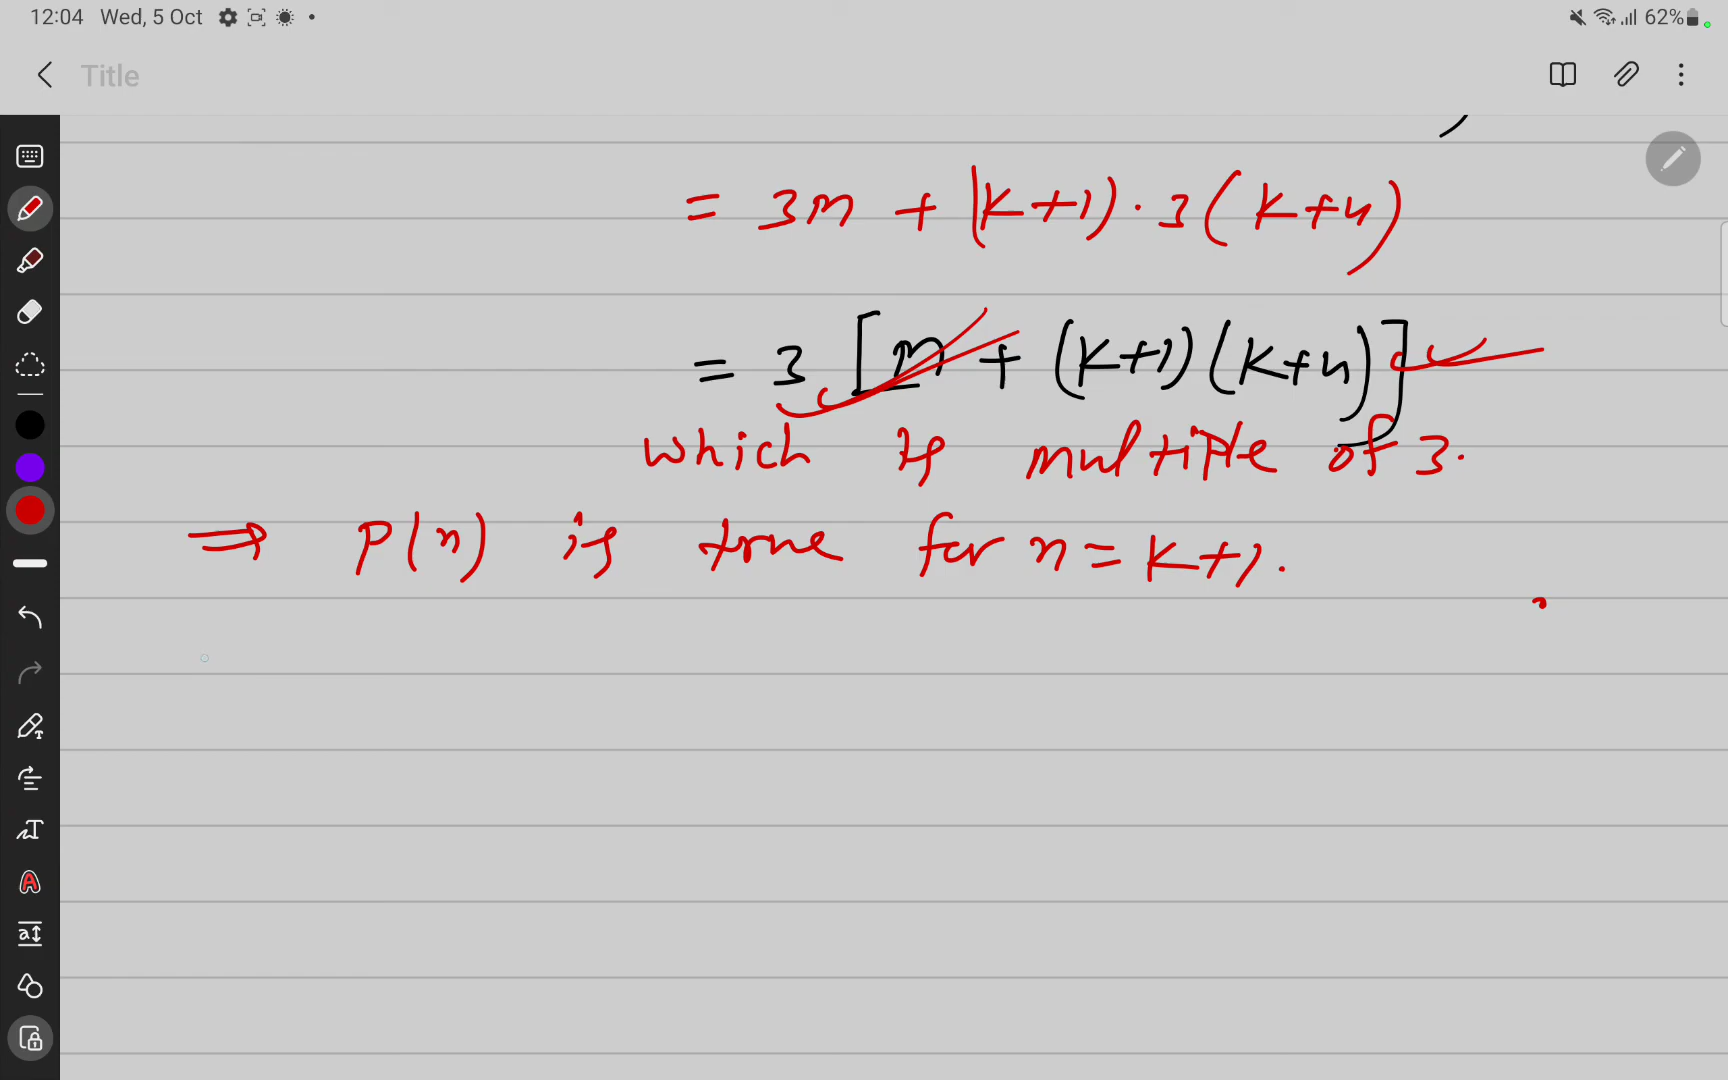 12:04 Wed, 5 Oct 62%
Title
= 3m + (k+1) · 3(k+4)
= 3 [m + (k+1)(k+4)]
which is multiple of 3.
⇒ P(n) is true for n = k+1.